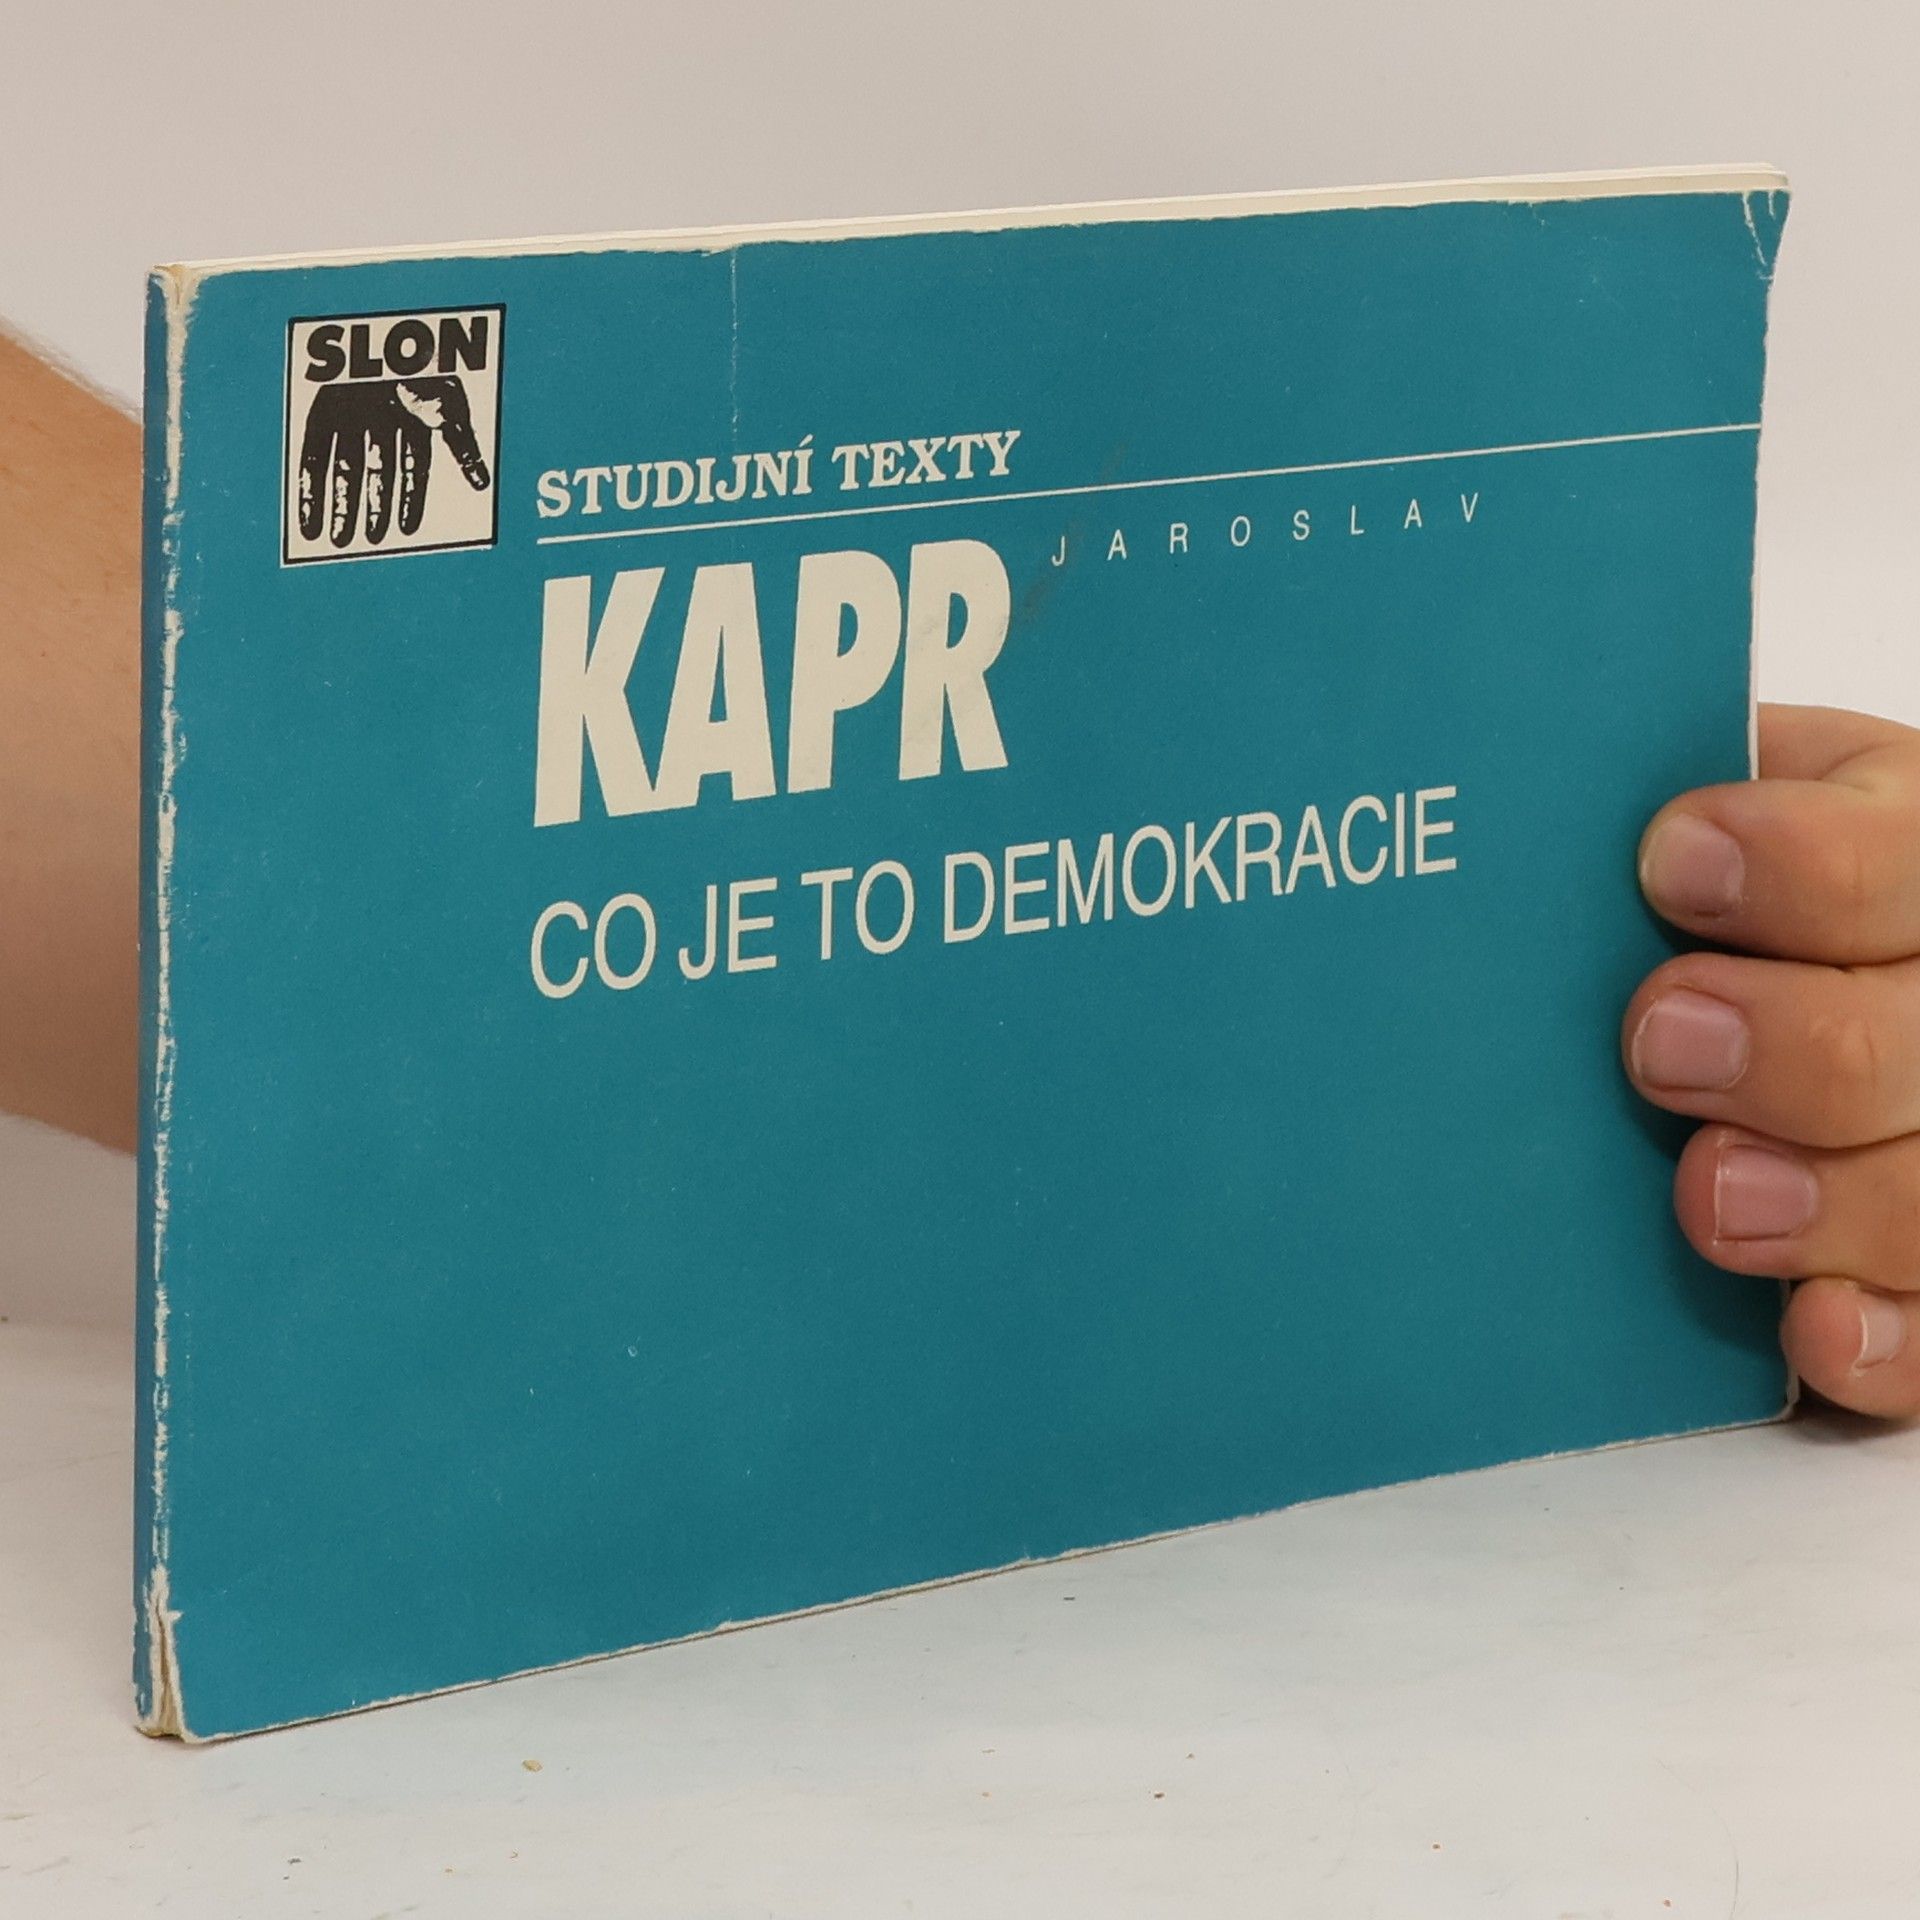 SLON
STUDIJNÍ TEXTY
JAROSLAV
KAPR
CO JE TO DEMOKRACIE